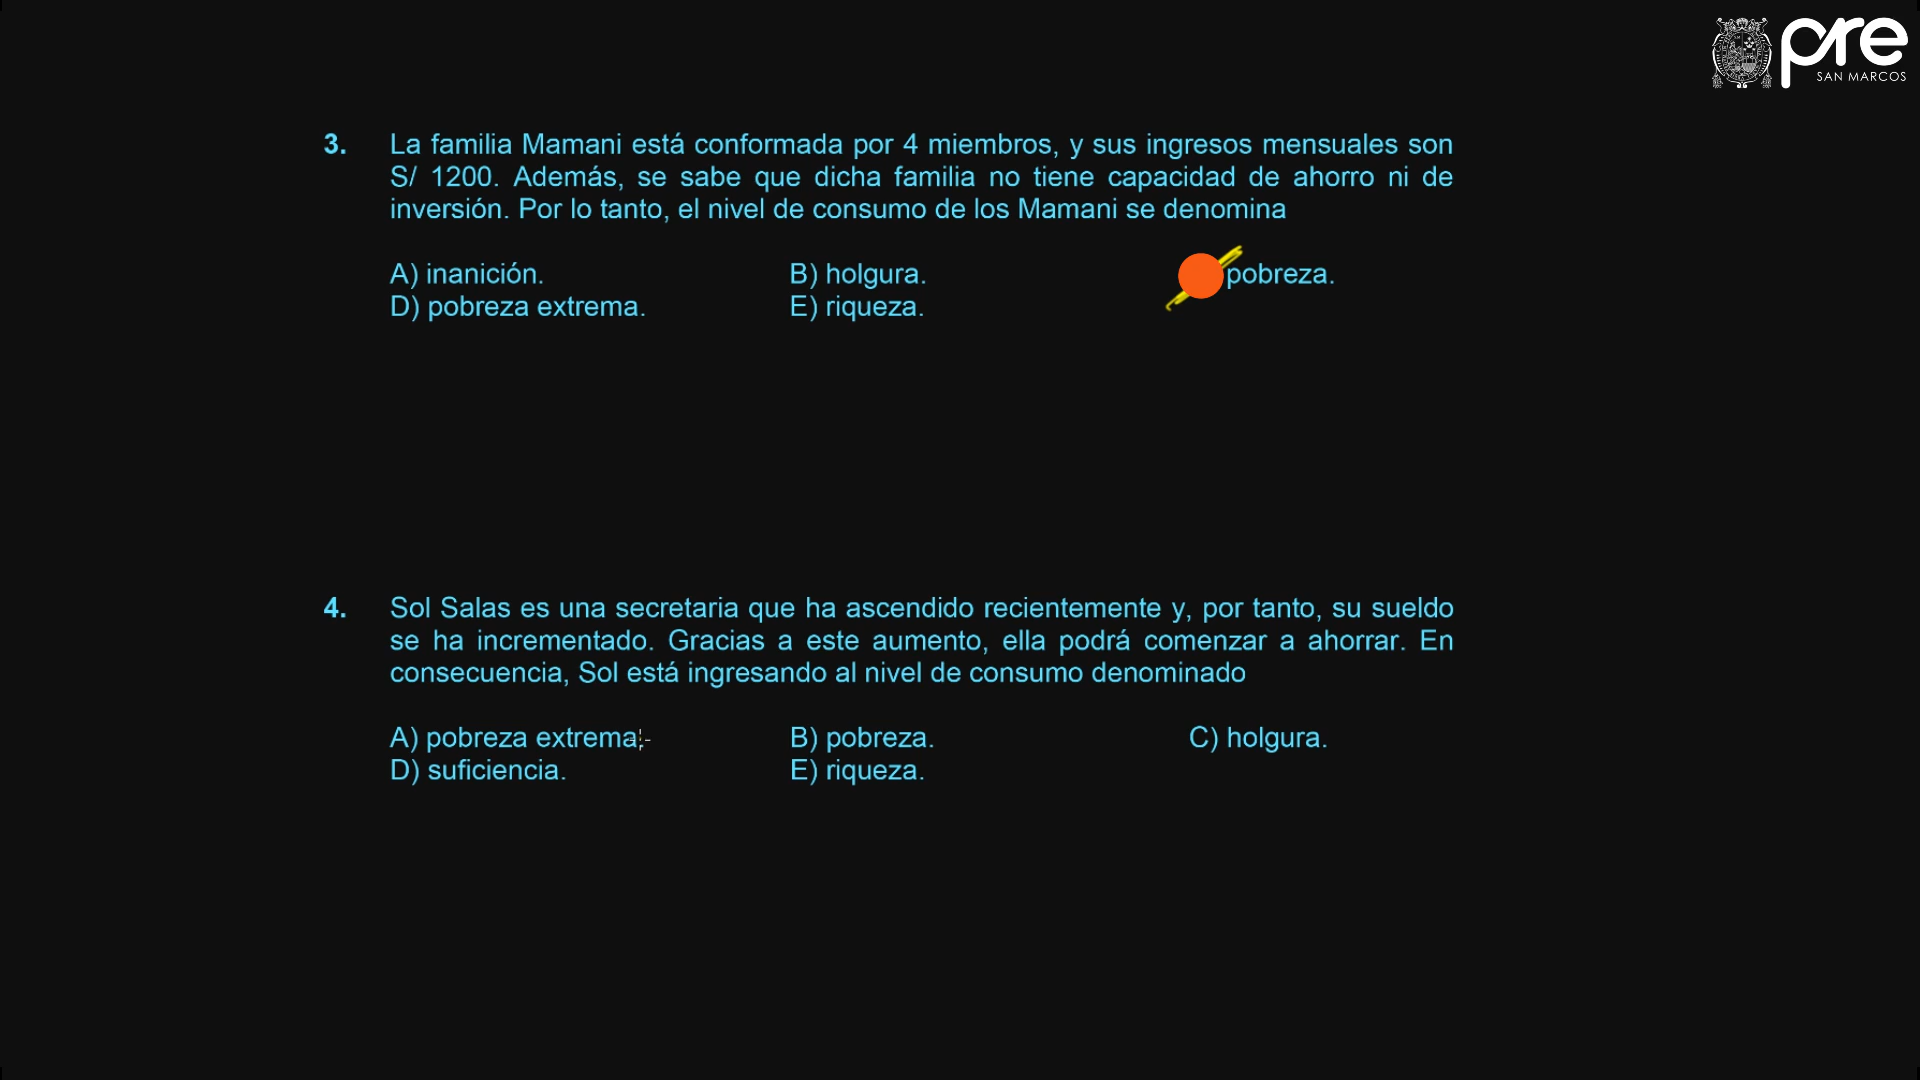 pre
SAN MARCOS
3. La familia Mamani está conformada por 4 miembros, y sus ingresos mensuales son
S/ 1200. Además, se sabe que dicha familia no tiene capacidad de ahorro ni de
inversión. Por lo tanto, el nivel de consumo de los Mamani se denomina
A) inanición. B) holgura. pobreza.
D) pobreza extrema. E) riqueza.
4. Sol Salas es una secretaria que ha ascendido recientemente y, por tanto, su sueldo
se ha incrementado. Gracias a este aumento, ella podrá comenzar a ahorrar. En
consecuencia, Sol está ingresando al nivel de consumo denominado
A) pobreza extrema. B) pobreza. C) holgura.
D) suficiencia. E) riqueza.